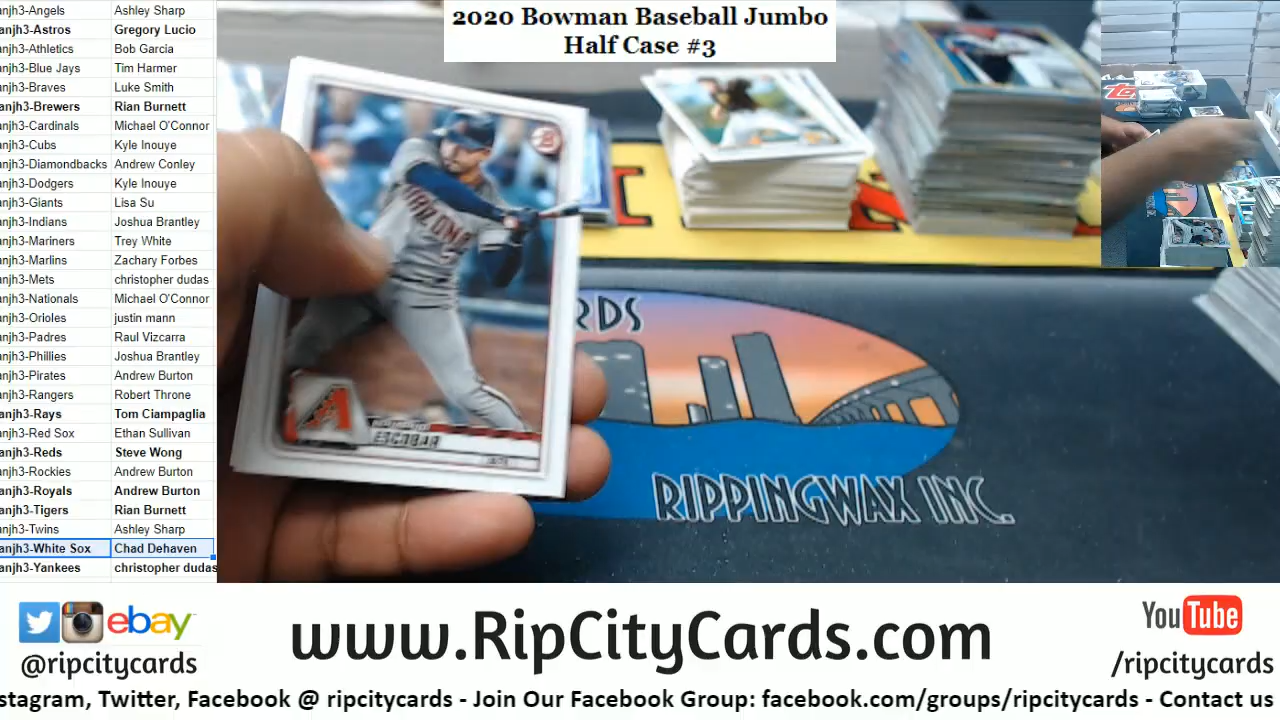 anjh3-Angels Ashley Sharp
anjh3-Astros Gregory Lucio
anjh3-Athletics Bob Garcia
anjh3-Blue Jays Tim Harmer
anjh3-Braves Luke Smith
anjh3-Brewers Rian Burnett
anjh3-Cardinals Michael O'Connor
anjh3-Cubs Kyle Inouye
anjh3-Diamondbacks Andrew Conley
anjh3-Dodgers Kyle Inouye
anjh3-Giants Lisa Su
anjh3-Indians Joshua Brantley
anjh3-Mariners Trey White
anjh3-Marlins Zachary Forbes
anjh3-Mets christopher dudas
anjh3-Nationals Michael O'Connor
anjh3-Orioles justin mann
anjh3-Padres Raul Vizcarra
anjh3-Phillies Joshua Brantley
anjh3-Pirates Andrew Burton
anjh3-Rangers Robert Throne
anjh3-Rays Tom Ciampaglia
anjh3-Red Sox Ethan Sullivan
anjh3-Reds Steve Wong
anjh3-Rockies Andrew Burton
anjh3-Royals Andrew Burton
anjh3-Tigers Rian Burnett
anjh3-Twins Ashley Sharp
anjh3-White Sox Chad Dehaven
anjh3-Yankees christopher dudas
2020 Bowman Baseball Jumbo
Half Case #3
ESCOBAR
RDS
RIPPINGWAX INC.
ebay
@ripcitycards
www.RipCityCards.com
YouTube
/ripcitycards
stagram, Twitter, Facebook @ ripcitycards - Join Our Facebook Group: facebook.com/groups/ripcitycards - Contact us